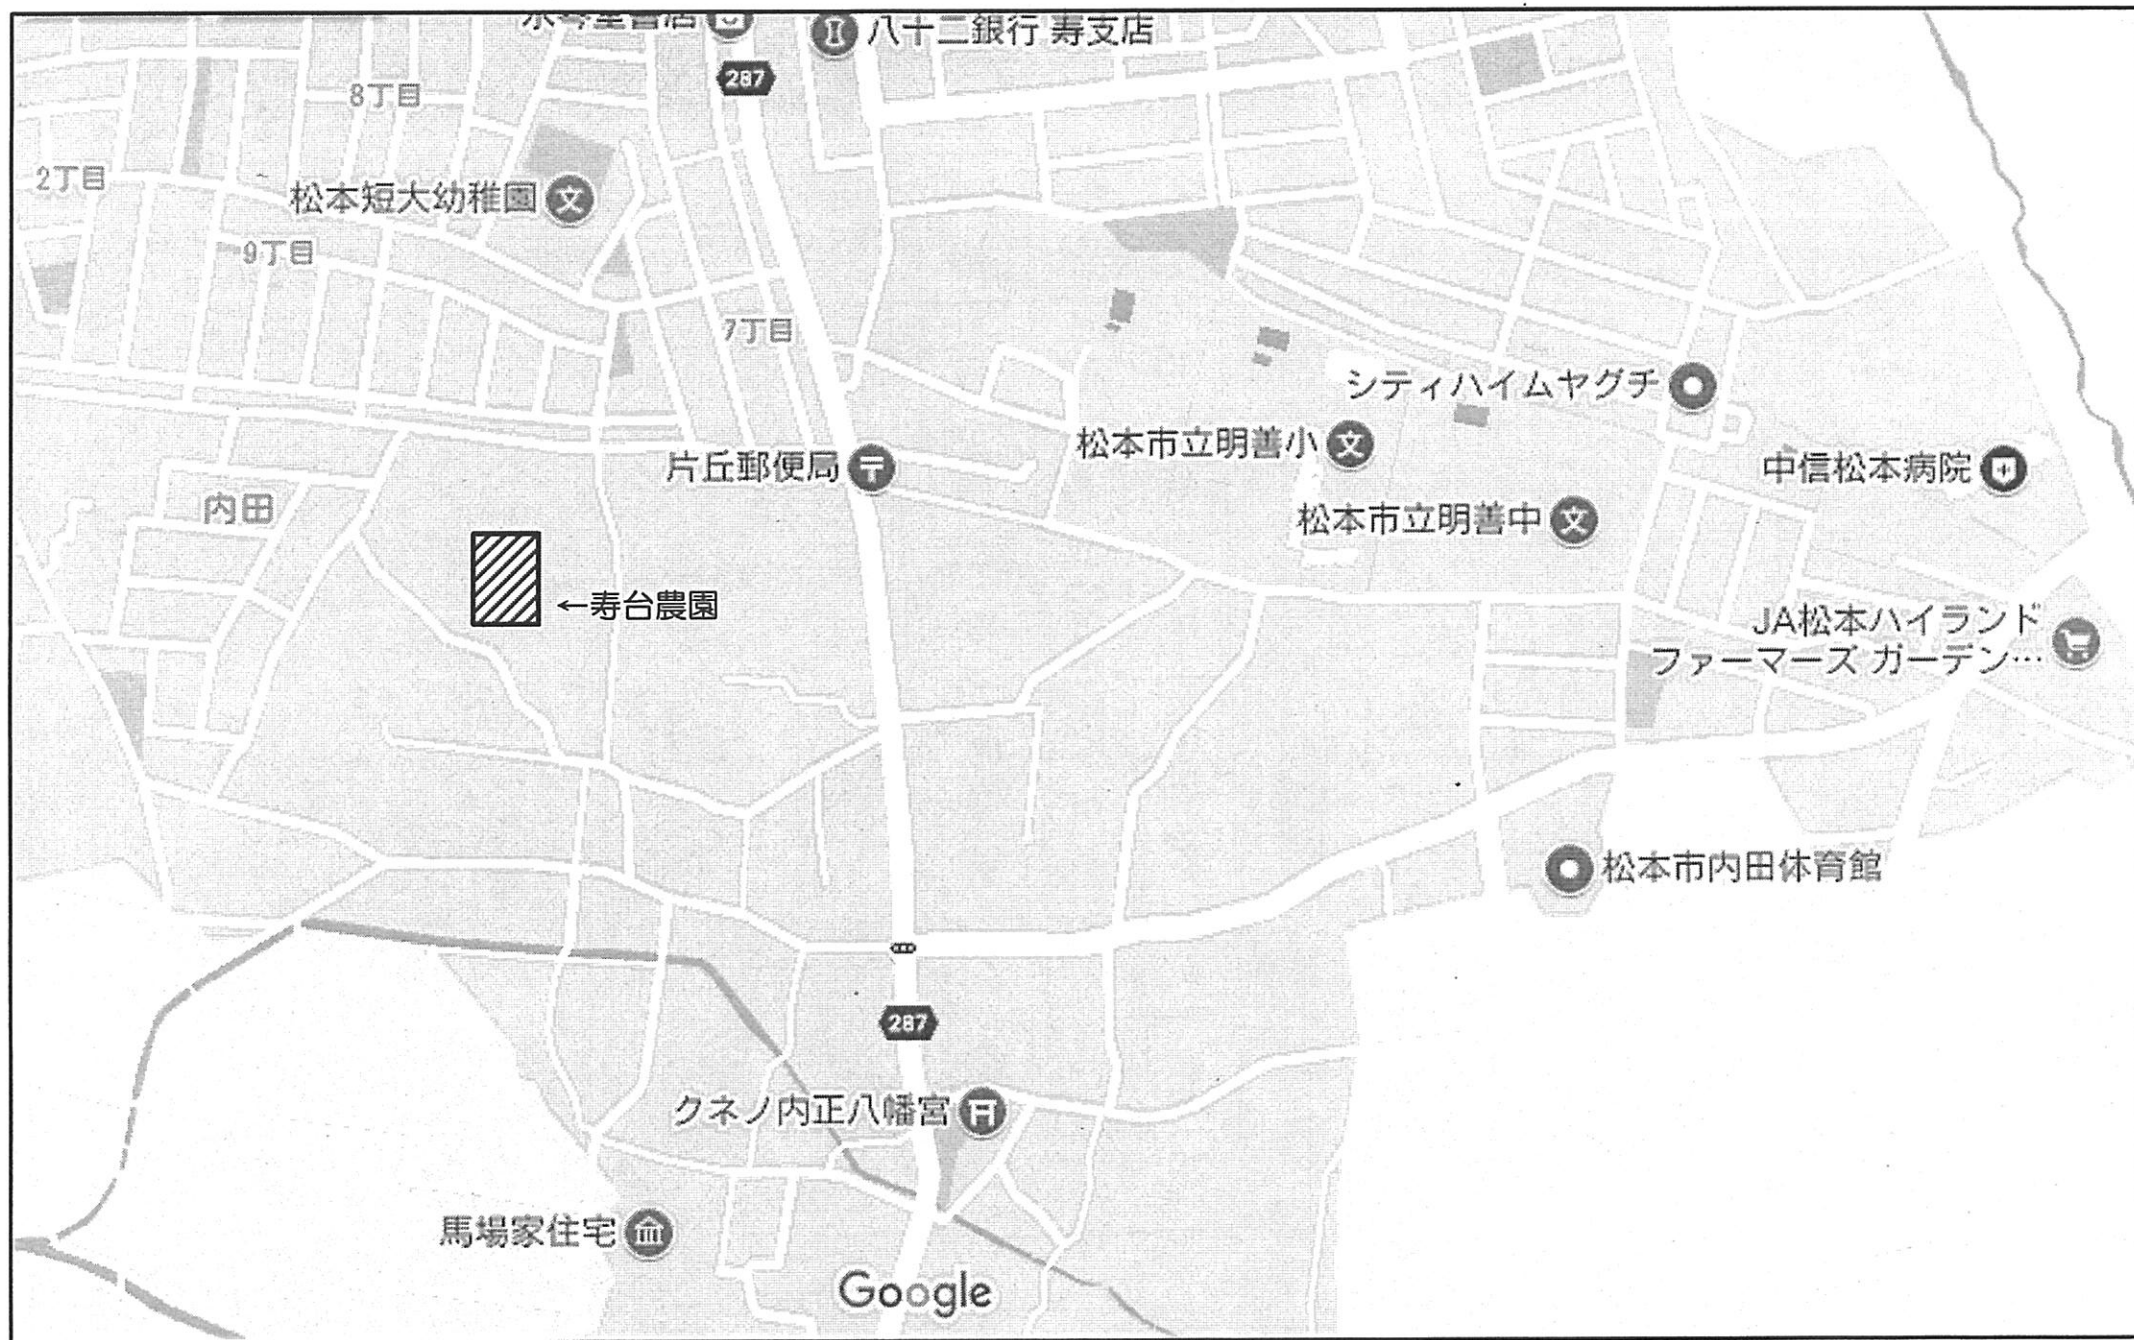 八十二銀行 寿支店
287
8丁目
2丁目
松本短大幼稚園
文
9丁目
7丁目
シティハイムヤグチ
松本市立明善小
文
片丘郵便局
〒
中信松本病院
内田
松本市立明善中
文
←寿台農園
JA松本ハイランド
ファーマーズ ガーデン…
松本市内田体育館
287
クネノ内正八幡宮
馬場家住宅
Google